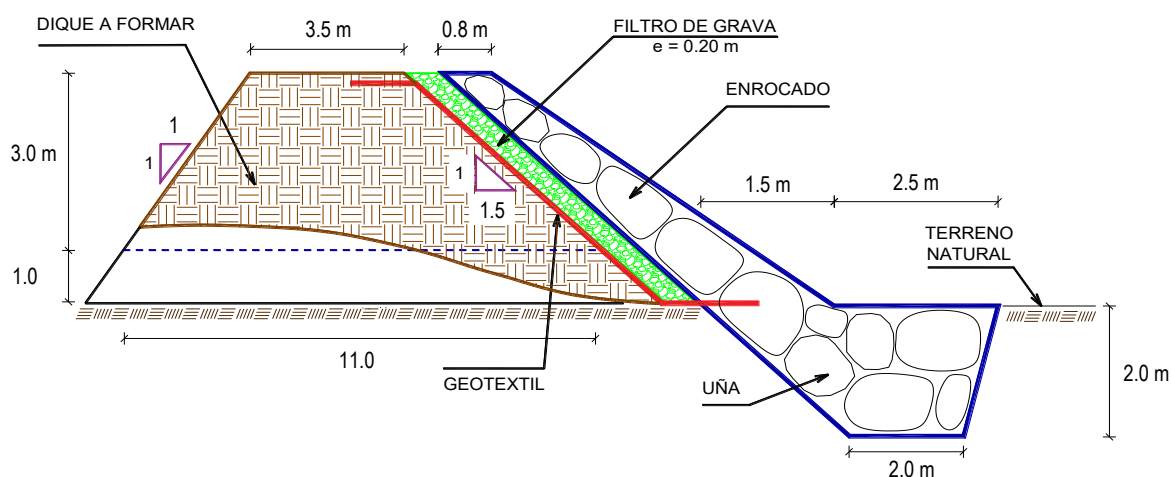 DIQUE A FORMAR
3.5 m
0.8 m
FILTRO DE GRAVA
e = 0.20 m
ENROCADO
1
1
3.0 m
1
1.5
1.5 m
2.5 m
TERRENO
NATURAL
1.0
11.0
GEOTEXTIL
UÑA
2.0 m
2.0 m